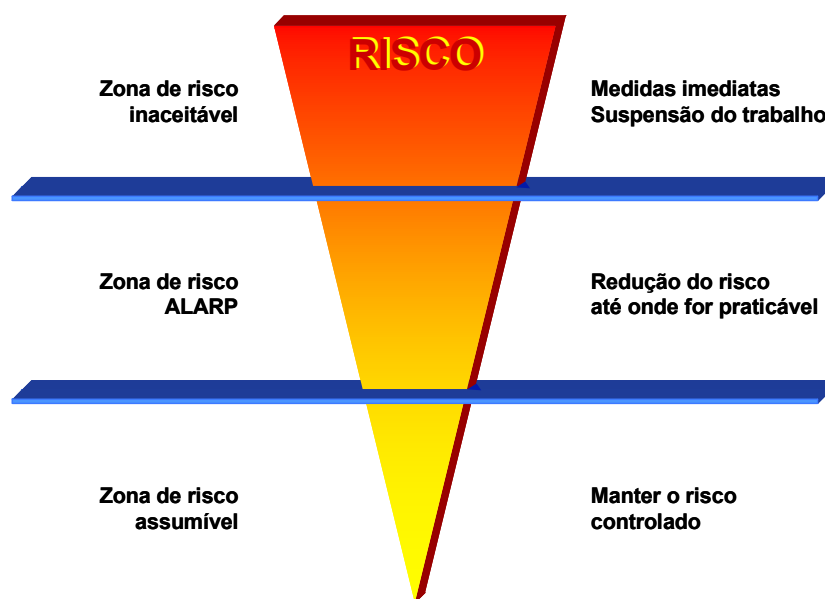 RISCO
Zona de risco
inaceitável
Medidas imediatas
Suspensão do trabalho
Zona de risco
ALARP
Redução do risco
até onde for praticável
Zona de risco
assumível
Manter o risco
controlado